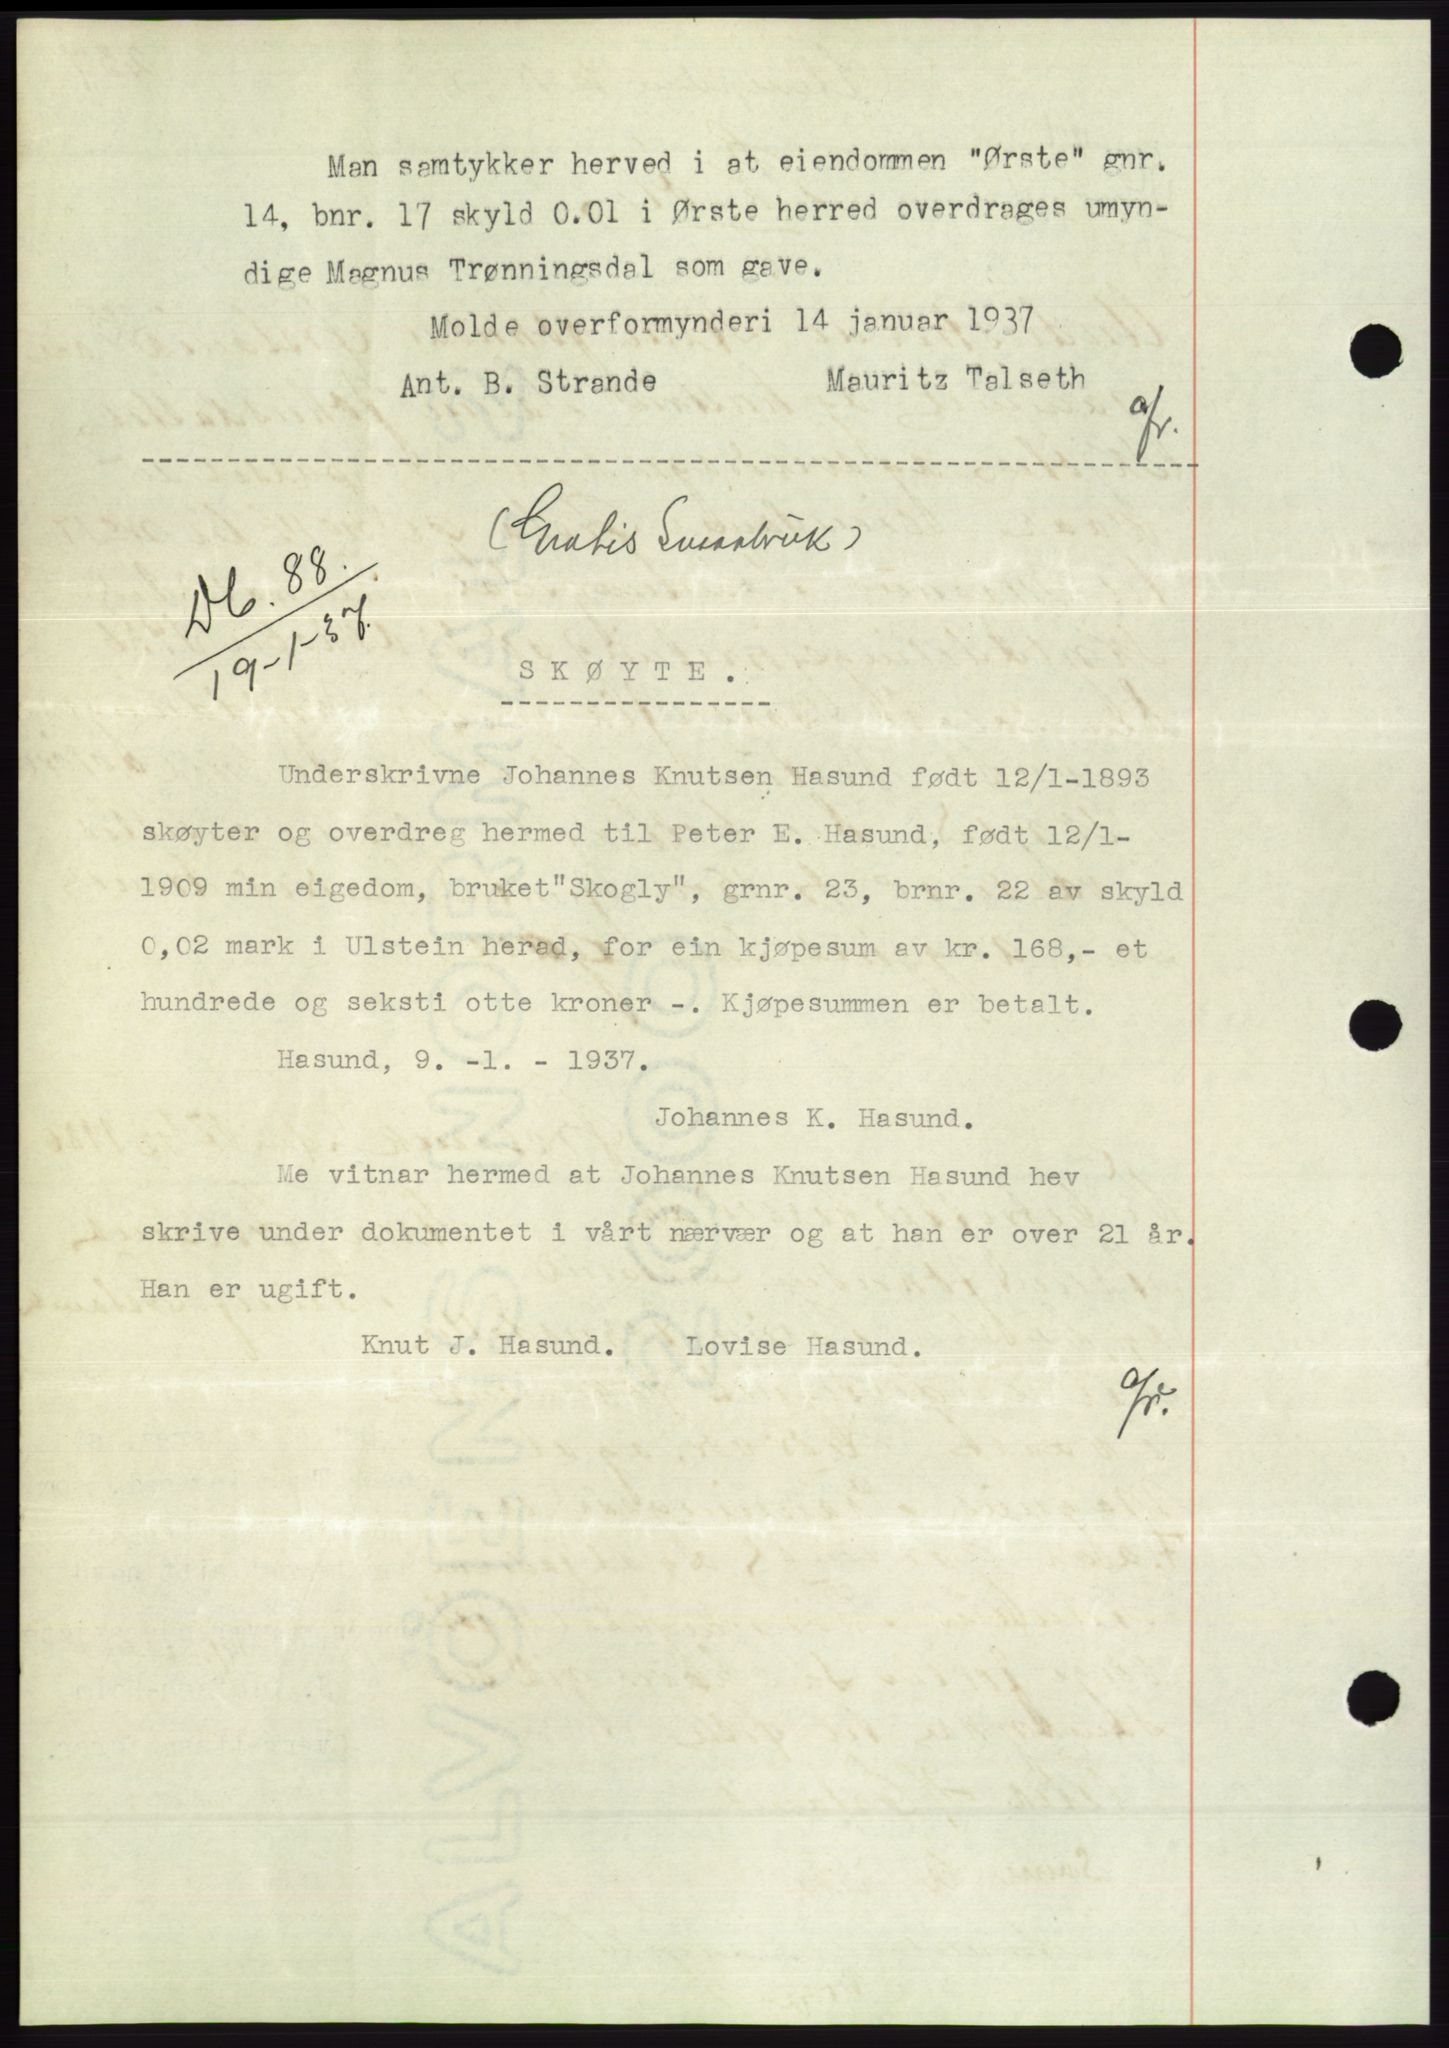 Man samtykker herved i at eiendommen "Ørste" gnr.
14, bnr. 17 skyld 0.01 i Ørste herred overdrages umyn-
dige Magnus Trønningsdal som gave.
Molde overformynderi 14 januar 1937
Ant. B. Strande Mauritz Talseth
(Gratis Småbruk)
Db. 88.
19-1-37.
SKØYTE.
Underskrivne Johannes Knutsen Hasund født 12/1-1893
skøyter og overdreg hermed til Peter E. Hasund, født 12/1-
1909 min eigedom, bruket"Skogly", grnr. 23, brnr. 22 av skyld
0,02 mark i Ulstein herad, for ein kjøpesum av kr. 168,- et
hundrede og seksti otte kroner -. Kjøpesummen er betalt.
Hasund, 9. -1. - 1937.
Johannes K. Hasund.
Me vitnar hermed at Johannes Knutsen Hasund hev
skrive under dokumentet i vårt nærvær og at han er over 21 år.
Han er ugift.
Knut J. Hasund. Lovise Hasund.
ALVØEN